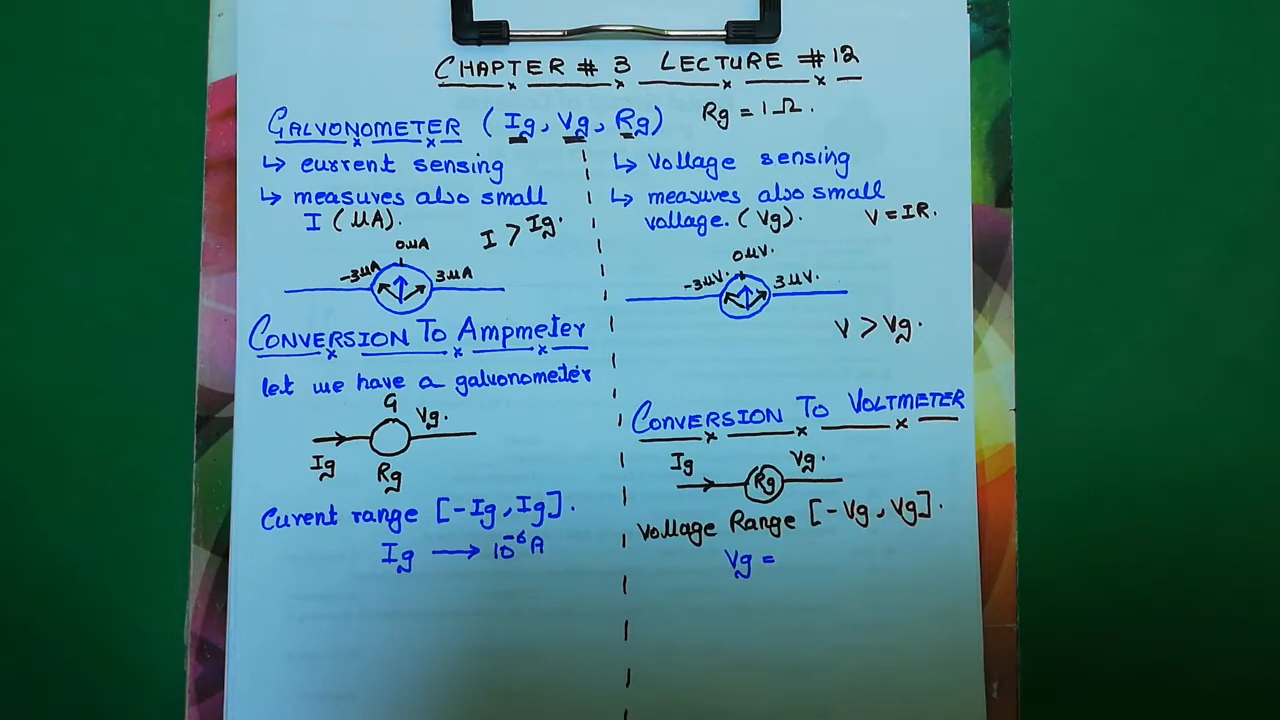 CHAPTER # 3 LECTURE #12
GALVONOMETER (Ig, Vg, Rg)
Rg = 1 Ω.
↳ current sensing
↳ measures also small
I (μA).
I > Ig.
0μA
-3μA
3μA
CONVERSION TO Ampmeter
let we have a galvonometer
G
Vg.
Ig
Rg
Current range [-Ig, Ig].
Ig ⟶ 10⁻⁶A
↳ Voltage sensing
↳ measures also small
voltage. (Vg).
V = IR.
0μV.
-3μV.
3μV.
V > Vg.
CONVERSION TO VOLTMETER
Ig
Vg.
Rg
Voltage Range [-Vg, Vg].
Vg =